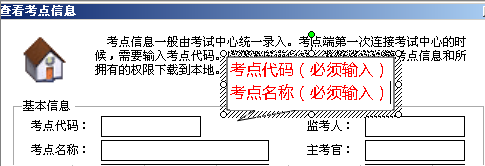 查看考点信息
考点信息一般由考试中心统一录入。考点端第一次连接考试中心的时
候，需要输入考点代码。考点信息和所
拥有的权限下载到本地。
考点代码（必须输入）
考点名称（必须输入）
基本信息
考点代码： 监考人：
考点名称： 主考官：